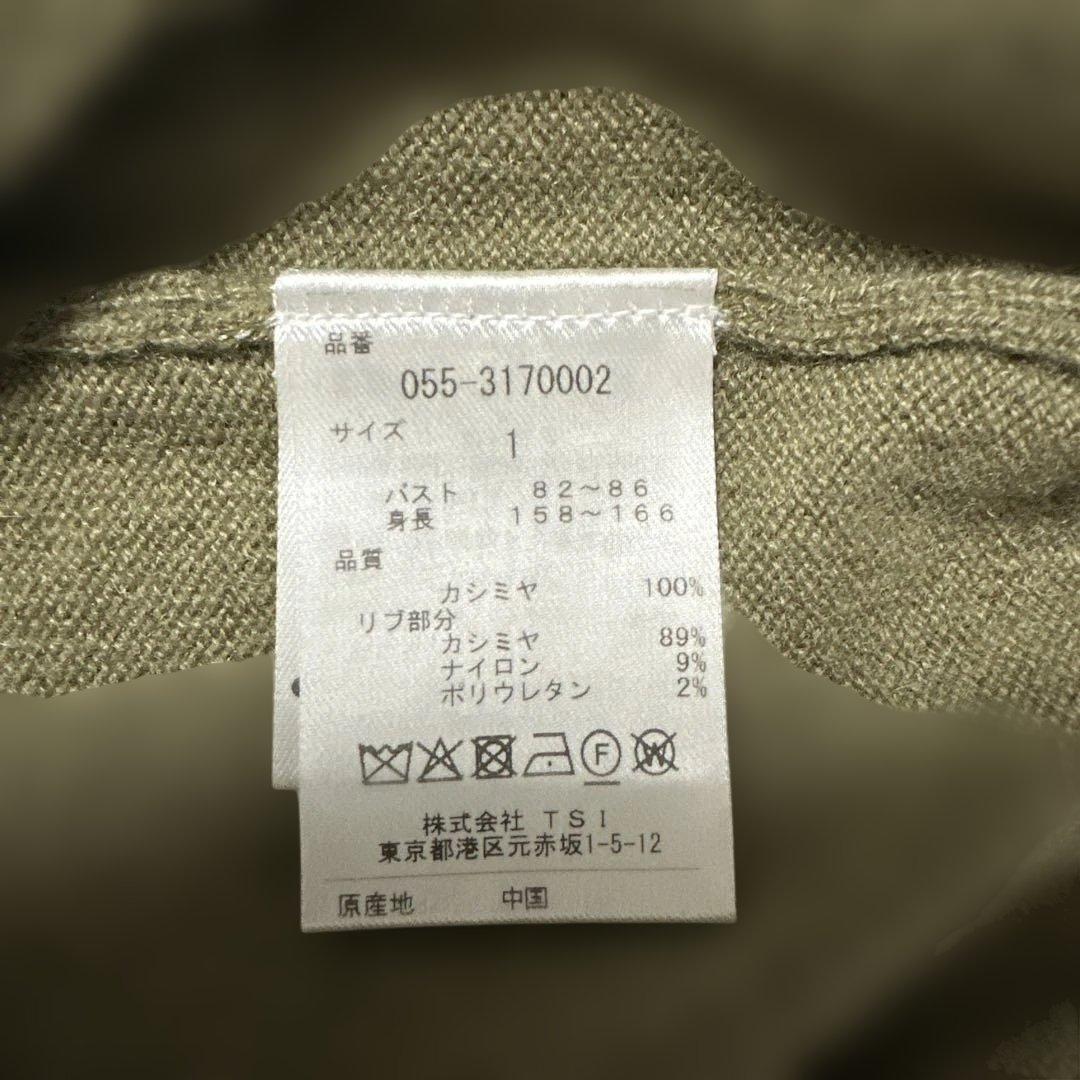 品番
055-3170002
サイズ 1
バスト 82～86
身長 158～166
品質
カシミヤ 100%
リブ部分
カシミヤ 89%
ナイロン 9%
ポリウレタン 2%
F W
株式会社 TSI
東京都港区元赤坂1-5-12
原産地 中国